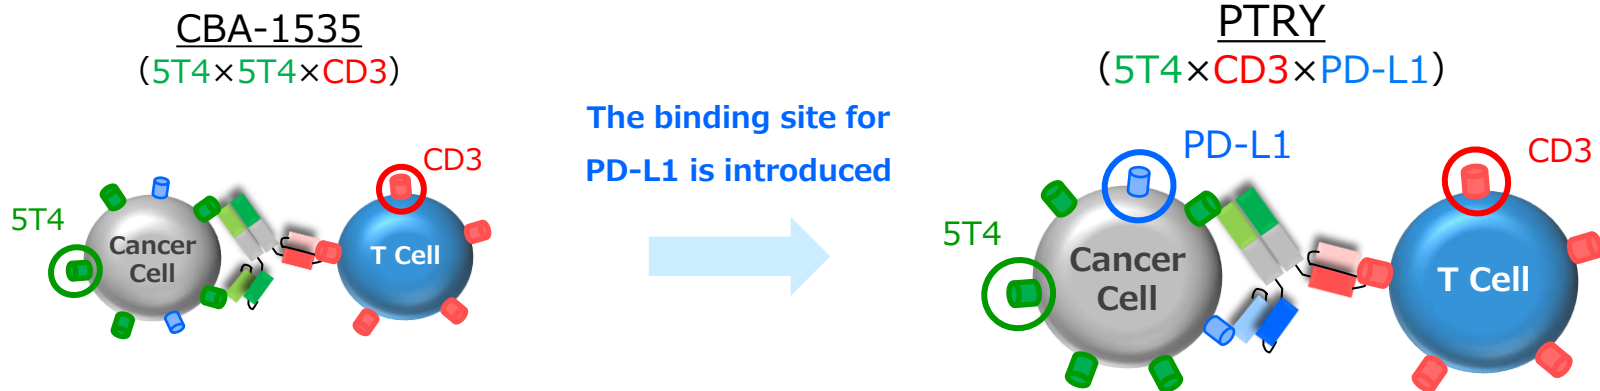 CBA-1535
(5T4×5T4×CD3)
CD3
5T4
Cancer
Cell
T Cell
The binding site for
PD-L1 is introduced
PTRY
(5T4×CD3×PD-L1)
PD-L1
CD3
5T4
Cancer
Cell
T Cell